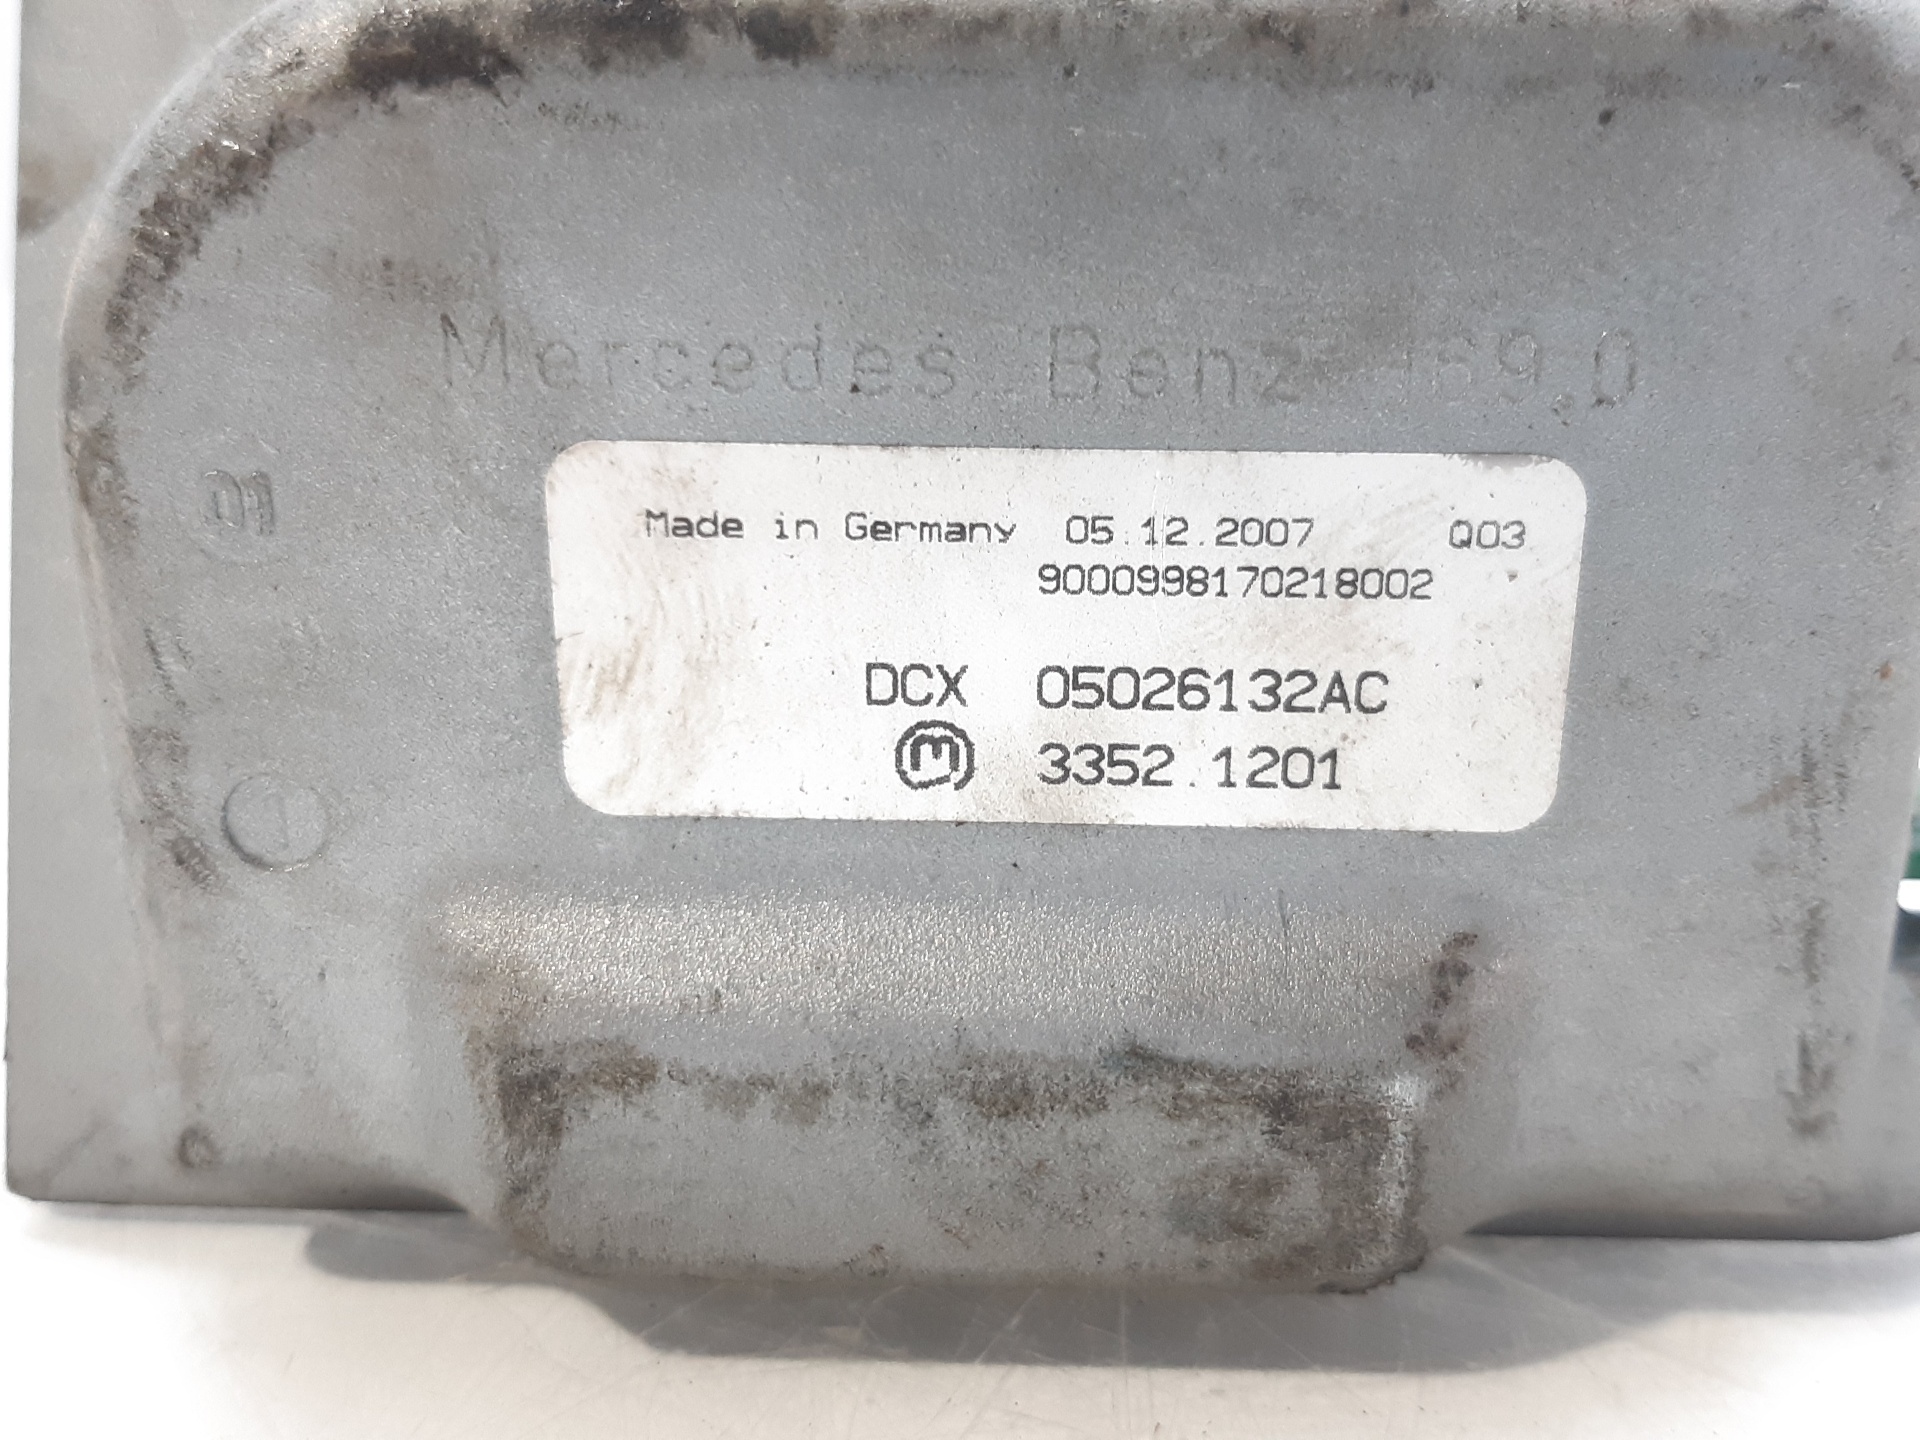 Mercedes Benz 169.0
Made in Germany 05.12.2007 Q03
9000998170218002
DCX 05026132AC
m 3352.1201